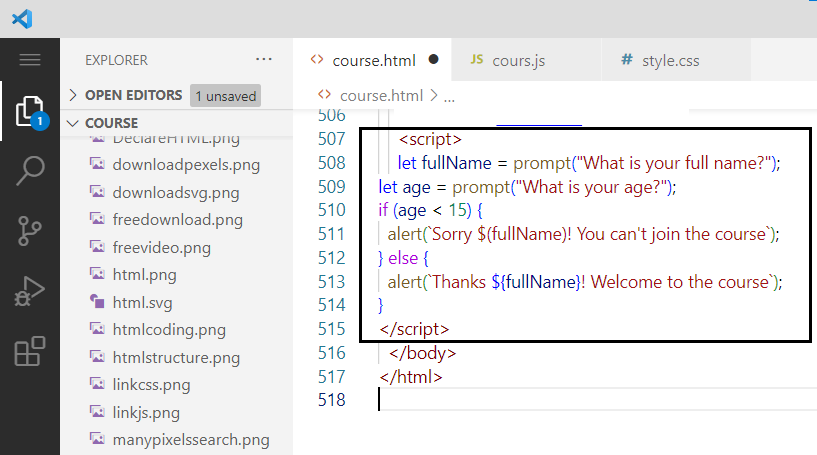 EXPLORER
···
OPEN EDITORS
1 unsaved
COURSE
DeclareHTML.png
downloadpexels.png
downloadsvg.png
freedownload.png
freevideo.png
html.png
html.svg
htmlcoding.png
htmlstructure.png
linkcss.png
linkjs.png
manypixelssearch.png
1
<> course.html ●
JS cours.js
# style.css
<> course.html > ...
506
507 <script>
508 let fullName = prompt("What is your full name?");
509 let age = prompt("What is your age?");
510 if (age < 15) {
511 alert(`Sorry $(fullName)! You can't join the course`);
512 } else {
513 alert(`Thanks ${fullName}! Welcome to the course`);
514 }
515 </script>
516 </body>
517 </html>
518